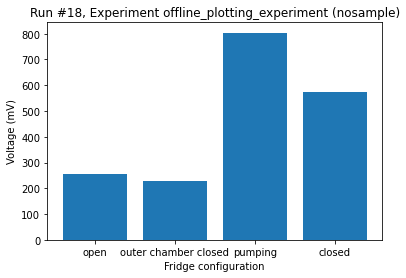 Run #18, Experiment offline_plotting_experiment (nosample)
Voltage (mV)
800
700
600
500
400
300
200
100
0
open
outer chamber closed
pumping
closed
Fridge configuration